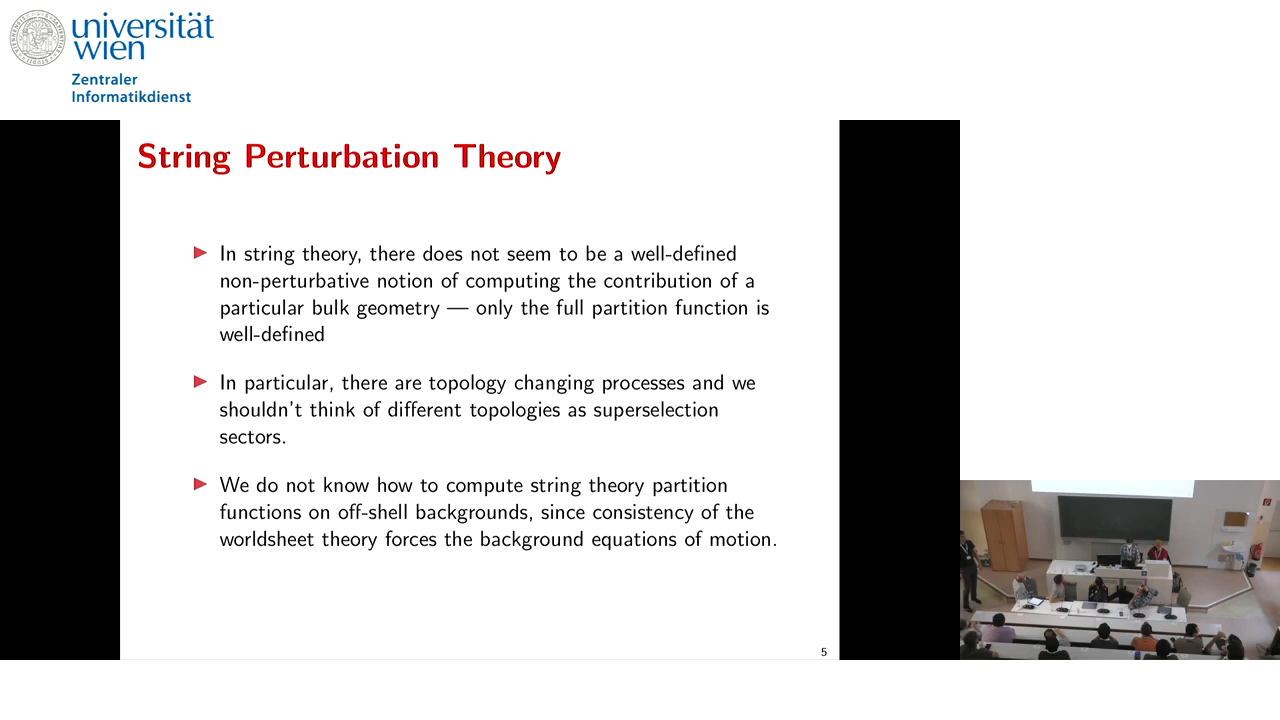 universität
wien
Zentraler
Informatikdienst
String Perturbation Theory
▶ In string theory, there does not seem to be a well-defined
non-perturbative notion of computing the contribution of a
particular bulk geometry — only the full partition function is
well-defined
▶ In particular, there are topology changing processes and we
shouldn't think of different topologies as superselection
sectors.
▶ We do not know how to compute string theory partition
functions on off-shell backgrounds, since consistency of the
worldsheet theory forces the background equations of motion.
5